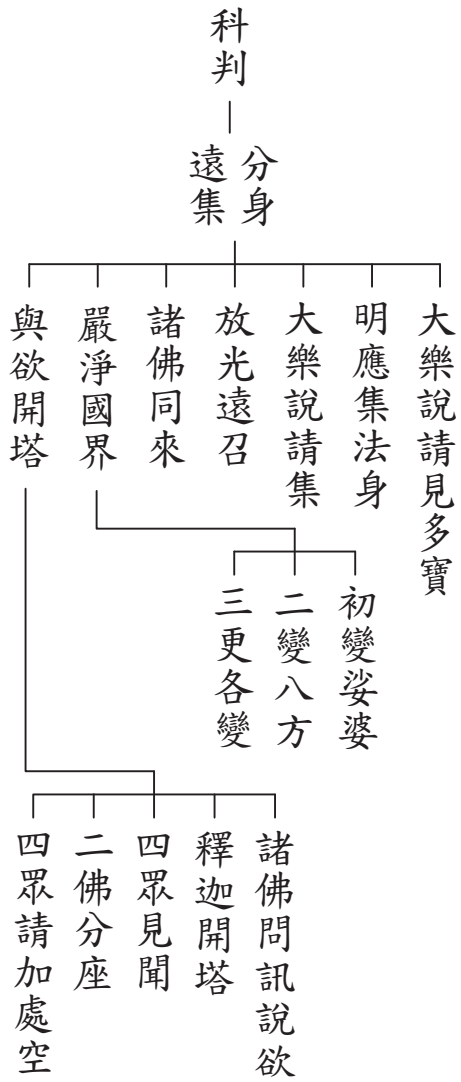 科判
分身
遠集
大樂說請見多寶
明應集法身
大樂說請集
放光遠召
諸佛同來
嚴淨國界
與欲開塔
初變娑婆
二變八方
三更各變
諸佛問訊說欲
釋迦開塔
四眾見聞
二佛分座
四眾請加處空